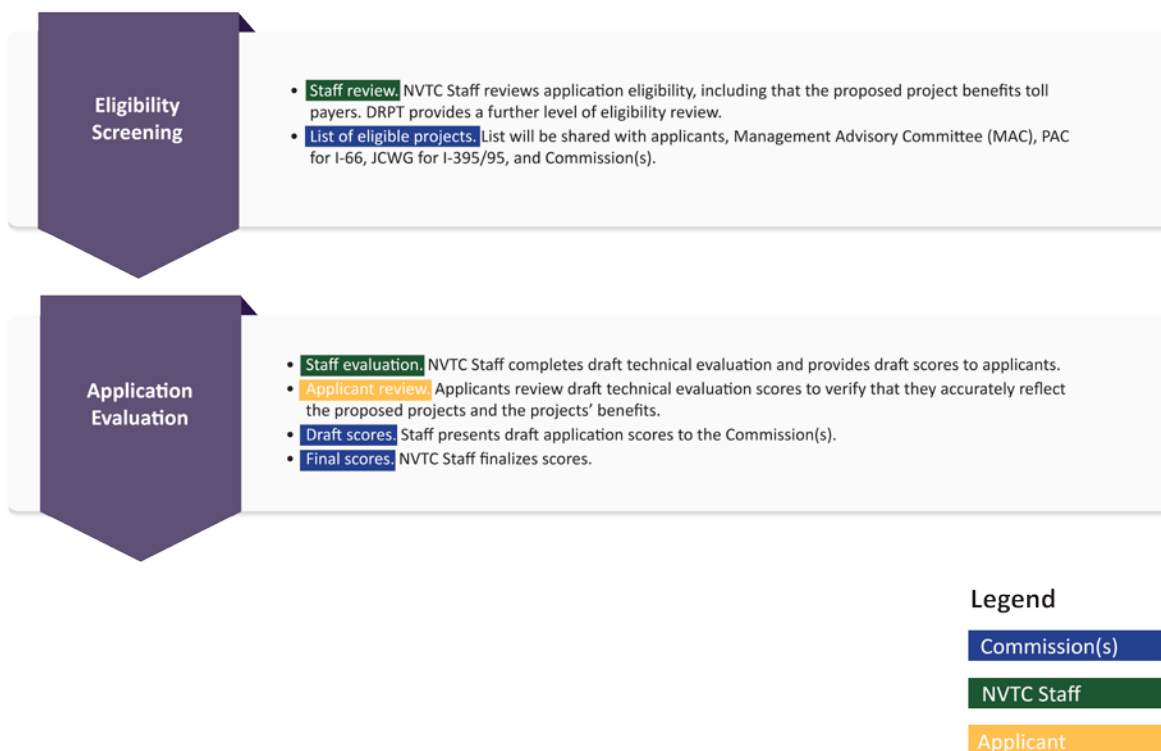 Eligibility
Screening
• Staff review. NVTC Staff reviews application eligibility, including that the proposed project benefits toll
payers. DRPT provides a further level of eligibility review.
• List of eligible projects. List will be shared with applicants, Management Advisory Committee (MAC), PAC
for I-66, JCWG for I-395/95, and Commission(s).
Application
Evaluation
• Staff evaluation. NVTC Staff completes draft technical evaluation and provides draft scores to applicants.
• Applicant review. Applicants review draft technical evaluation scores to verify that they accurately reflect
the proposed projects and the projects’ benefits.
• Draft scores. Staff presents draft application scores to the Commission(s).
• Final scores. NVTC Staff finalizes scores.
Legend
Commission(s)
NVTC Staff
Applicant